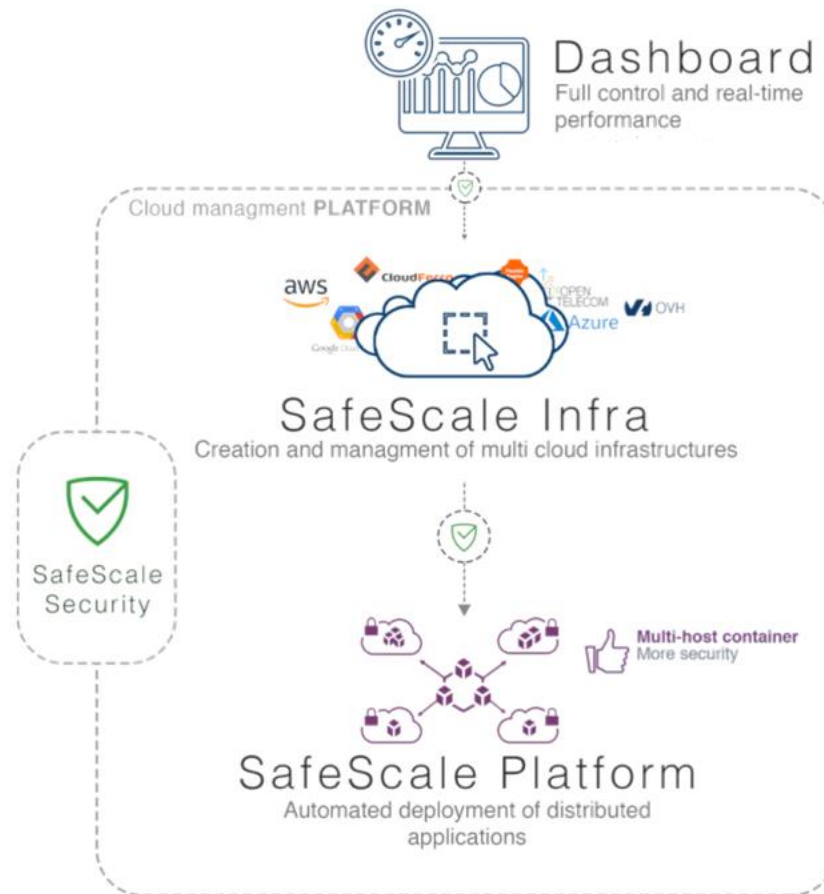 Dashboard
Full control and real-time
performance
Cloud managment PLATFORM
aws
CloudFerro
OPEN
TELECOM
Azure
OVH
Google Cloud
SafeScale Infra
Creation and managment of multi cloud infrastructures
SafeScale
Security
Multi-host container
More security
SafeScale Platform
Automated deployment of distributed
applications